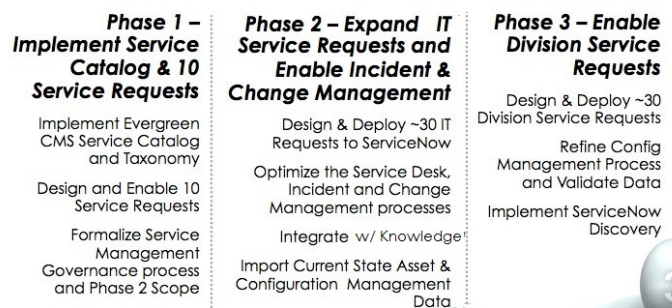 Phase 1 –
Implement Service
Catalog & 10
Service Requests
Implement Evergreen
CMS Service Catalog
and Taxonomy
Design and Enable 10
Service Requests
Formalize Service
Management
Governance process
and Phase 2 Scope
Phase 2 – Expand IT
Service Requests and
Enable Incident &
Change Management
Design & Deploy ~30 IT
Requests to ServiceNow
Optimize the Service Desk,
Incident and Change
Management processes
Integrate w/ Knowledge
Import Current State Asset &
Configuration Management
Data
Phase 3 – Enable
Division Service
Requests
Design & Deploy ~30
Division Service Requests
Refine Config
Management Process
and Validate Data
Implement ServiceNow
Discovery